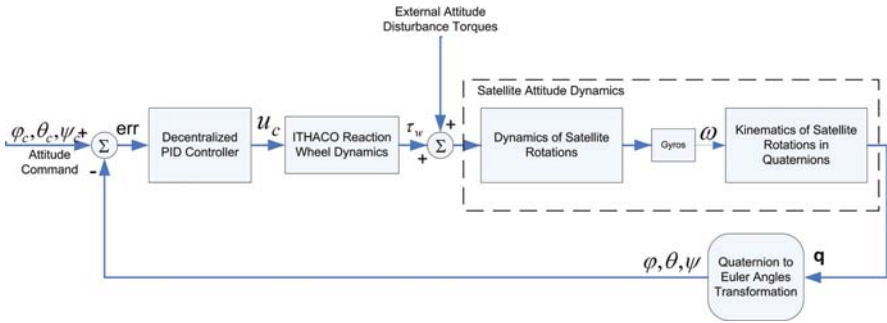 External Attitude
Disturbance Torques
Satellite Attitude Dynamics
φc,θc,ψc
+
-
Attitude
Command
Σ
err
Decentralized
PID Controller
uc
ITHACO Reaction
Wheel Dynamics
τw
+
+
Σ
Dynamics of Satellite
Rotations
Gyros
ω
Kinematics of Satellite
Rotations in
Quaternions
φ,θ,ψ
Quaternion to
Euler Angles
Transformation
q